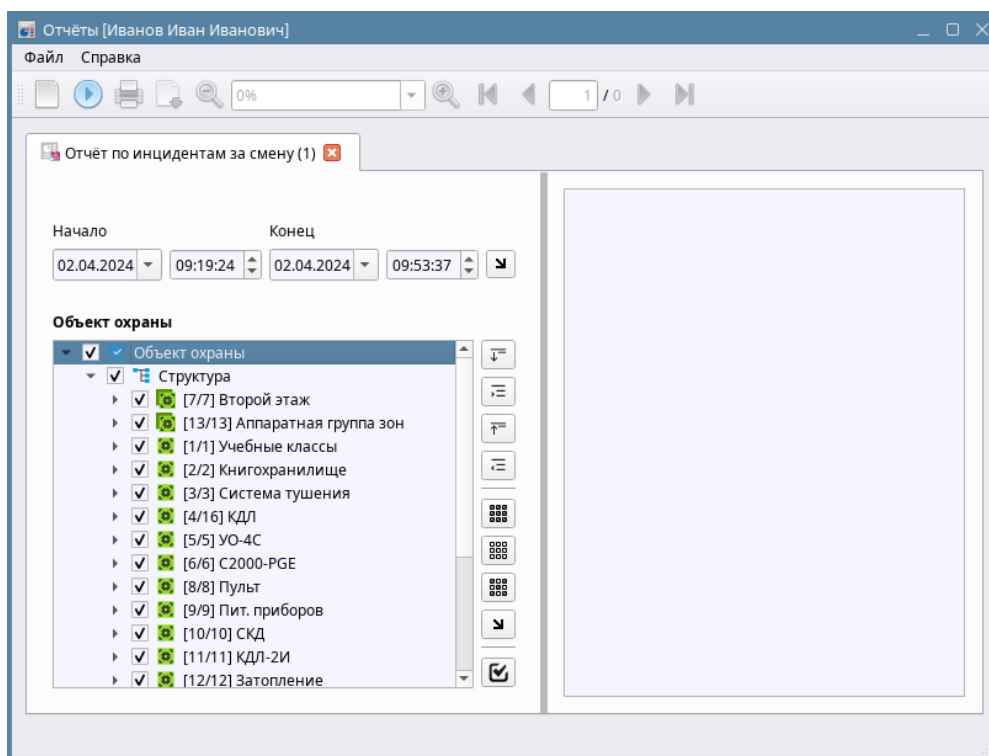 Отчёты [Иванов Иван Иванович]
Файл Справка
0% 1 / 0
Отчёт по инцидентам за смену (1)
Начало Конец
02.04.2024 09:19:24 02.04.2024 09:53:37
Объект охраны
Объект охраны
Структура
[7/7] Второй этаж
[13/13] Аппаратная группа зон
[1/1] Учебные классы
[2/2] Книгохранилище
[3/3] Система тушения
[4/16] КДЛ
[5/5] УО-4С
[6/6] С2000-PGE
[8/8] Пульт
[9/9] Пит. приборов
[10/10] СКД
[11/11] КДЛ-2И
[12/12] Затопление